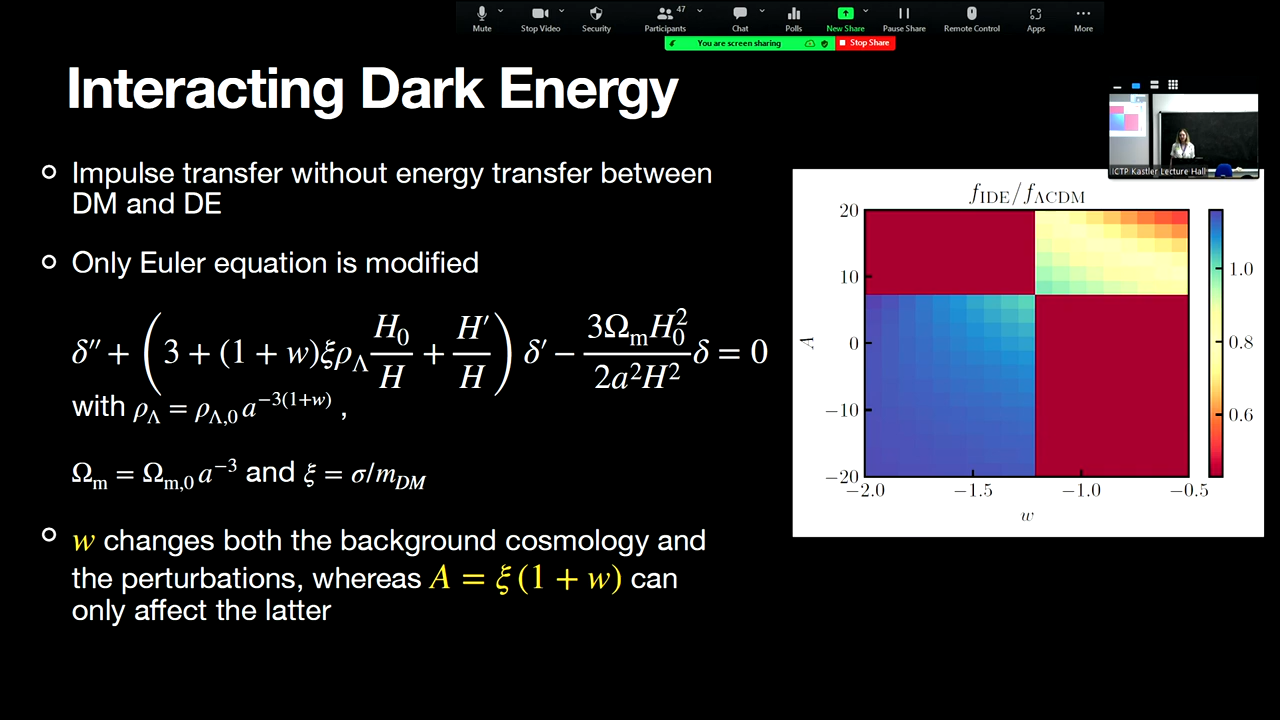 Mute
Stop Video
Security
Participants
47
Chat
Polls
New Share
Pause Share
Remote Control
Apps
More
You are screen sharing
Stop Share
Interacting Dark Energy
ICTP Kastler Lecture Hall
Impulse transfer without energy transfer between
DM and DE
Only Euler equation is modified
δ′′ + (3 + (1 + w)ξρ_Λ H₀/H + H′/H) δ′ − 3Ω_m H₀²/2a²H² δ = 0
with ρ_Λ = ρ_Λ,0 a^−3(1+w) ,
Ω_m = Ω_m,0 a^−3 and ξ = σ/m_DM
w changes both the background cosmology and
the perturbations, whereas A = ξ (1 + w) can
only affect the latter
f_IDE/f_ΛCDM
20
10
0
−10
−20
A
−2.0
−1.5
−1.0
−0.5
w
1.0
0.8
0.6